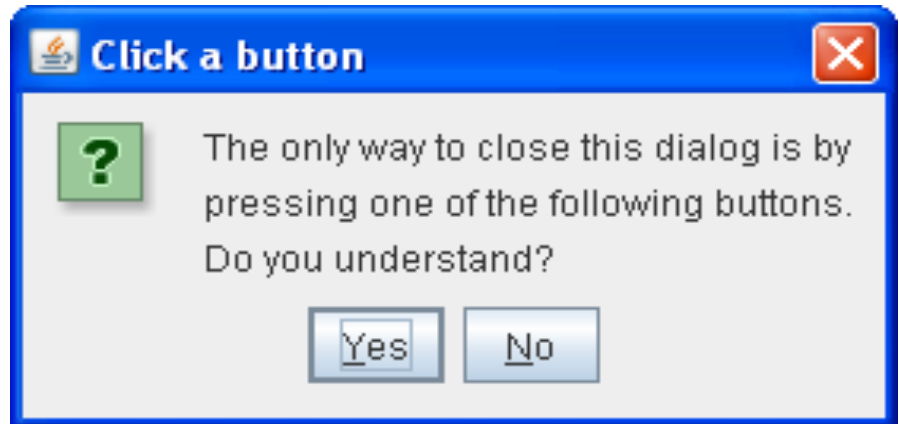 Click a button
The only way to close this dialog is by
pressing one of the following buttons.
Do you understand?
Yes No